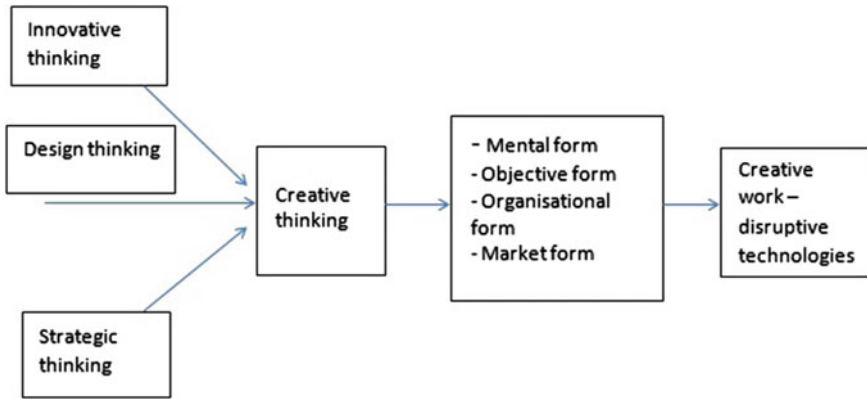 Innovative
thinking
Design thinking
Strategic
thinking
Creative
thinking
- Mental form
- Objective form
- Organisational
form
- Market form
Creative
work –
disruptive
technologies